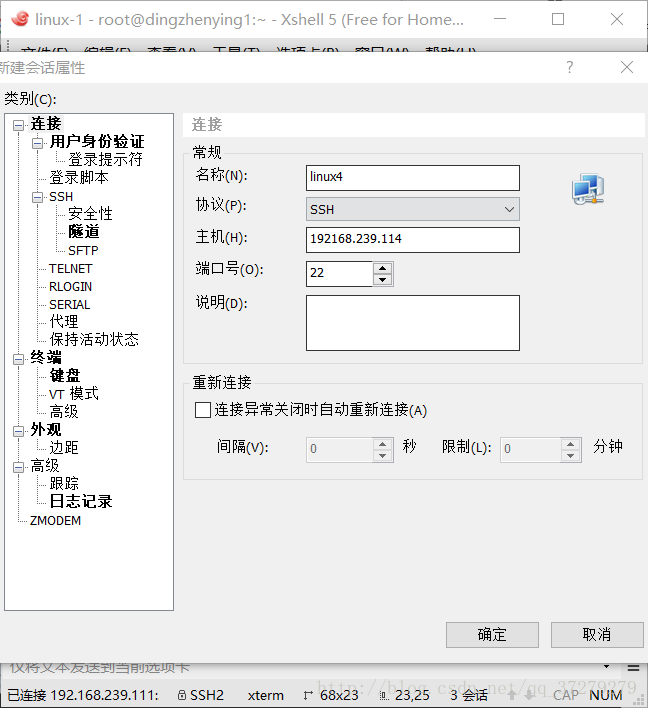 linux-1 - root@dingzhenying1:~ - Xshell 5 (Free for Home...
文件(F) 编辑(E) 查看(V) 工具(T) 选项卡(B) 窗口(W) 帮助(H)
新建会话属性
类别(C):
连接
用户身份验证
登录提示符
登录脚本
SSH
安全性
隧道
SFTP
TELNET
RLOGIN
SERIAL
代理
保持活动状态
终端
键盘
VT 模式
高级
外观
边距
高级
跟踪
日志记录
ZMODEM
连接
常规
名称(N): linux4
协议(P): SSH
主机(H): 192168.239.114
端口号(O): 22
说明(D):
重新连接
连接异常关闭时自动重新连接(A)
间隔(V): 0 秒 限制(L): 0 分钟
确定 取消
仅将文本发送到当前选项卡
已连接 192.168.239.111: SSH2 xterm 68x23 23,25 3 会话 CAP NUM
http://blog.csdn.net/qq_37279279